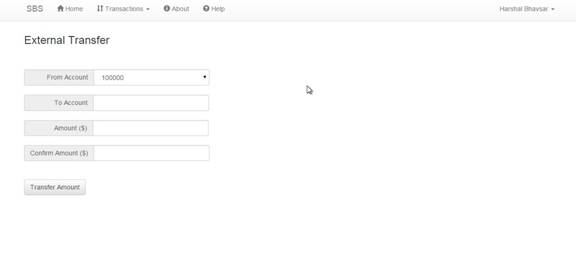 SBS Home Transactions About Help Harshal Bhavsar
External Transfer
From Account 100000
To Account
Amount ($)
Confirm Amount ($)
Transfer Amount